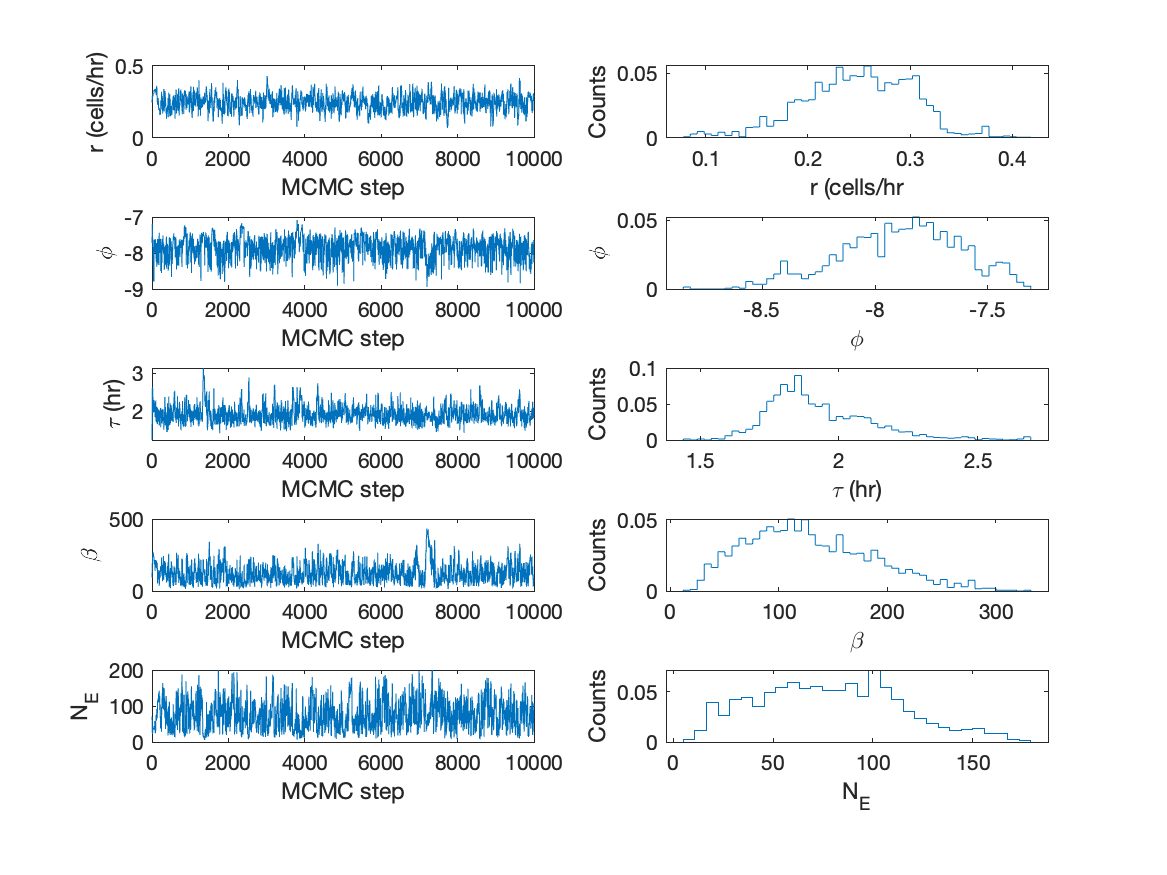 r (cells/hr)
0.5
0
0 2000 4000 6000 8000 10000
MCMC step
Counts
0.05
0
0.1 0.2 0.3 0.4
r (cells/hr
ϕ
-7
-8
-9
0 2000 4000 6000 8000 10000
MCMC step
ϕ
0.05
0
-8.5 -8 -7.5
ϕ
τ (hr)
3
2
0 2000 4000 6000 8000 10000
MCMC step
Counts
0.1
0.05
0
1.5 2 2.5
τ (hr)
β
500
0
0 2000 4000 6000 8000 10000
MCMC step
Counts
0.05
0
0 100 200 300
β
N_E
200
100
0
0 2000 4000 6000 8000 10000
MCMC step
Counts
0.05
0
0 50 100 150
N_E